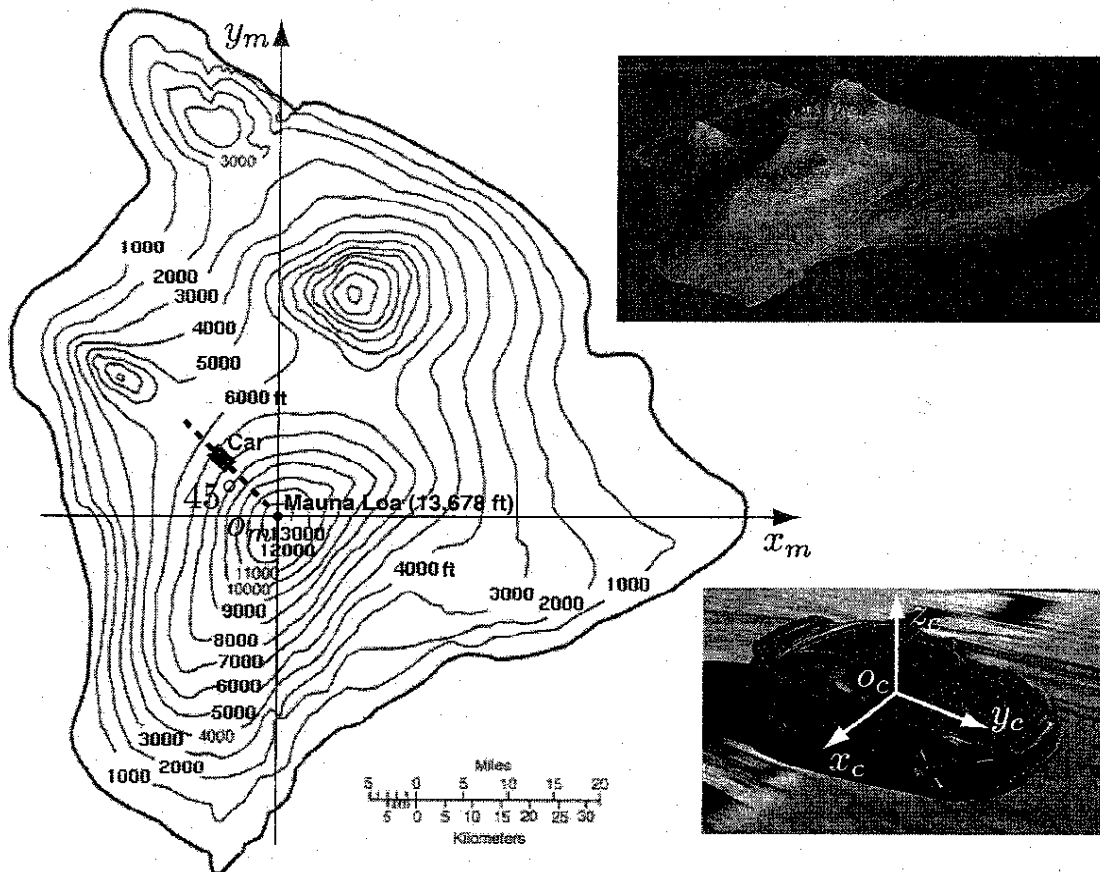 y_m
3000
1000
2000
3000
4000
5000
6000 ft
Car
45°
Mauna Loa (13,678 ft)
o_m
x_m
13000
12000
11000
10000
9000
8000
7000
6000
5000
4000
3000
2000
1000
4000 ft
3000
2000
1000
Miles
5 0 5 10 15 20
5 0 5 10 15 20 25 30
Kilometers
z_c
o_c
y_c
x_c